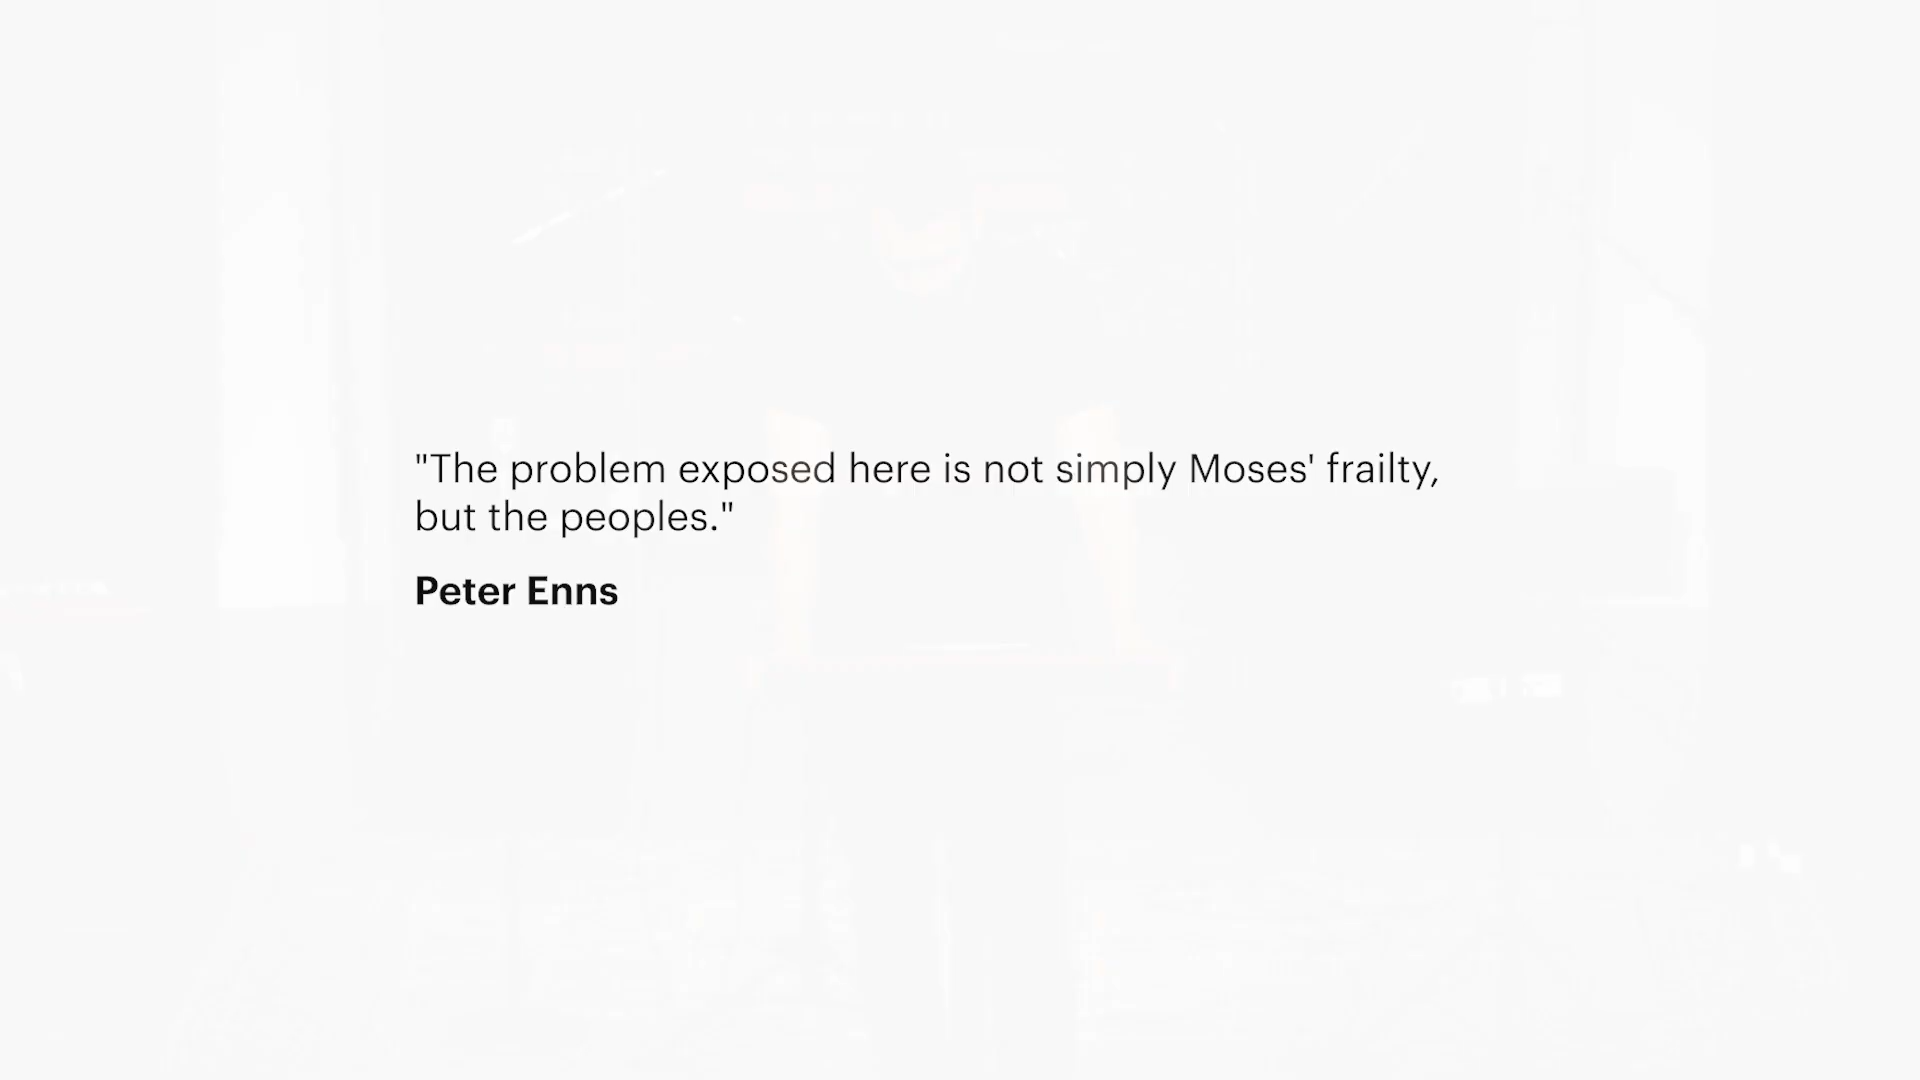 "The problem exposed here is not simply Moses' frailty,
but the peoples."
Peter Enns